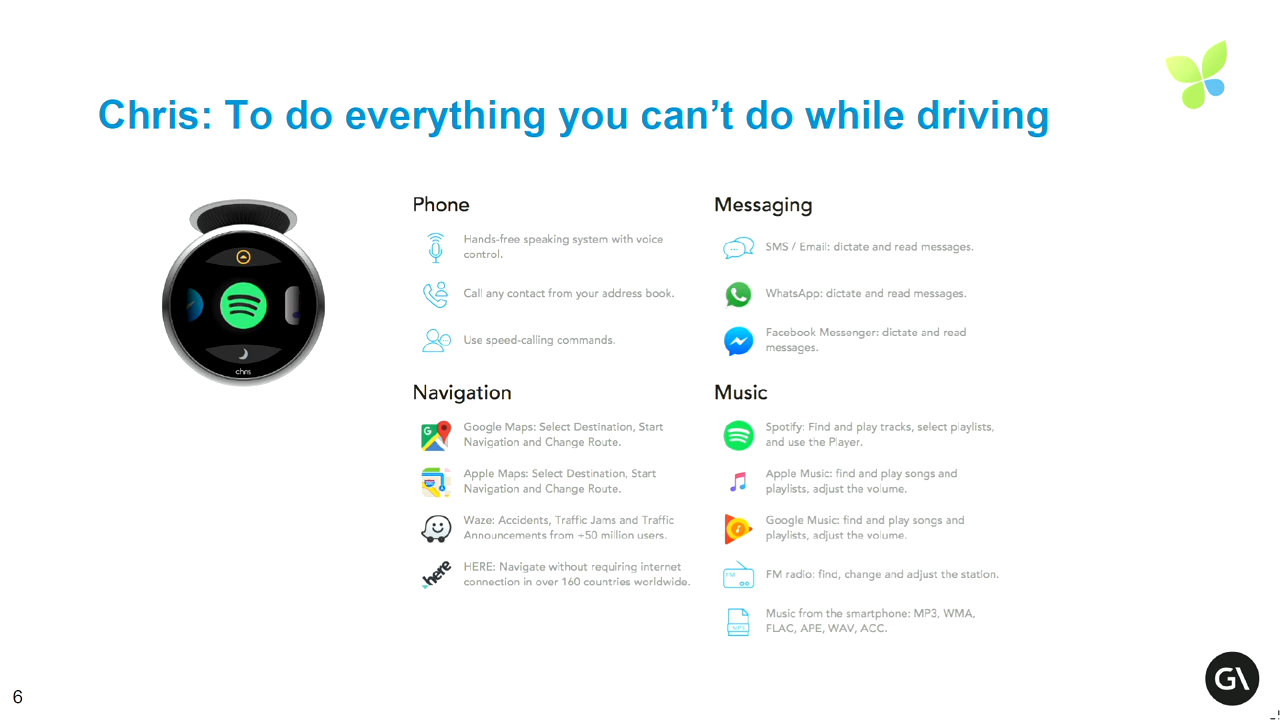 Chris: To do everything you can’t do while driving
chris
Phone
Hands-free speaking system with voice
control.
Call any contact from your address book.
Use speed-calling commands.
Messaging
SMS / Email: dictate and read messages.
WhatsApp: dictate and read messages.
Facebook Messenger: dictate and read
messages.
Navigation
Google Maps: Select Destination, Start
Navigation and Change Route.
Apple Maps: Select Destination, Start
Navigation and Change Route.
Waze: Accidents, Traffic Jams and Traffic
Announcements from +50 million users.
here
HERE: Navigate without requiring internet
connection in over 160 countries worldwide.
Music
Spotify: Find and play tracks, select playlists,
and use the Player.
Apple Music: find and play songs and
playlists, adjust the volume.
Google Music: find and play songs and
playlists, adjust the volume.
FM
FM radio: find, change and adjust the station.
MP3
Music from the smartphone: MP3, WMA,
FLAC, APE, WAV, ACC.
G\
6